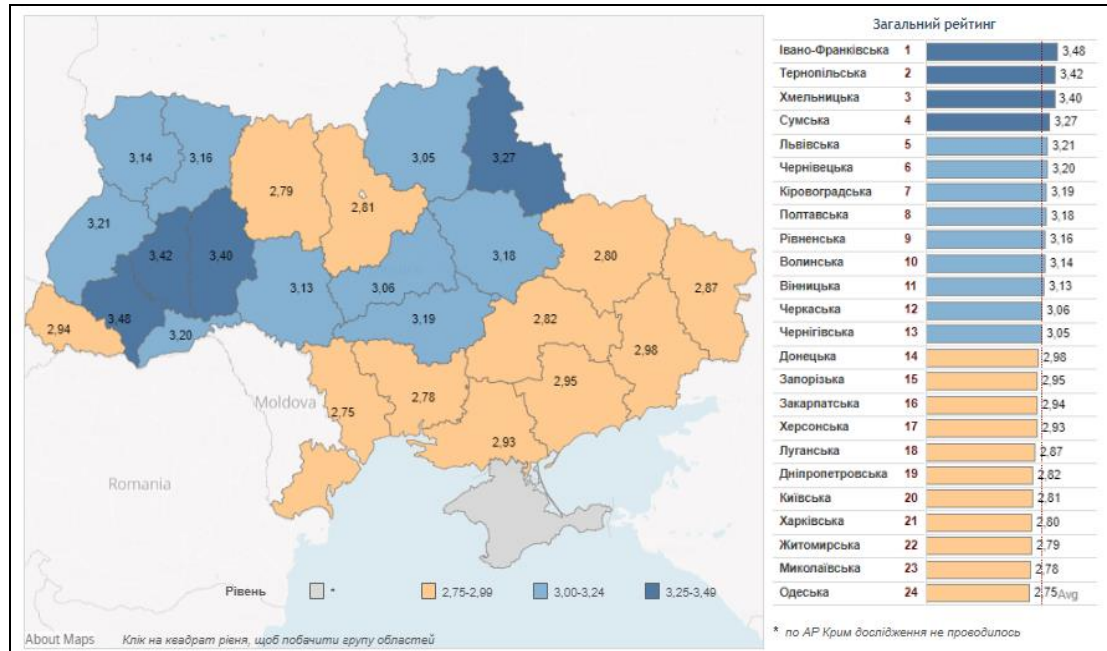 3,14
3,16
2,79
2,81
3,05
3,27
3,21
3,42
3,40
3,13
3,06
3,18
2,80
2,87
2,94
3,48
3,20
3,19
2,82
2,98
2,75
2,78
2,95
2,93
Moldova
Romania
Рівень * 2,75-2,99 3,00-3,24 3,25-3,49
About Maps Клік на квадрат рівня, щоб побачити групу областей
Загальний рейтинг
Івано-Франківська 1 3,48
Тернопільська 2 3,42
Хмельницька 3 3,40
Сумська 4 3,27
Львівська 5 3,21
Чернівецька 6 3,20
Кіровоградська 7 3,19
Полтавська 8 3,18
Рівненська 9 3,16
Волинська 10 3,14
Вінницька 11 3,13
Черкаська 12 3,06
Чернігівська 13 3,05
Донецька 14 2,98
Запорізька 15 2,95
Закарпатська 16 2,94
Херсонська 17 2,93
Луганська 18 2,87
Дніпропетровська 19 2,82
Київська 20 2,81
Харківська 21 2,80
Житомирська 22 2,79
Миколаївська 23 2,78
Одеська 24 2,75 Avg
* по АР Крим дослідження не проводилось